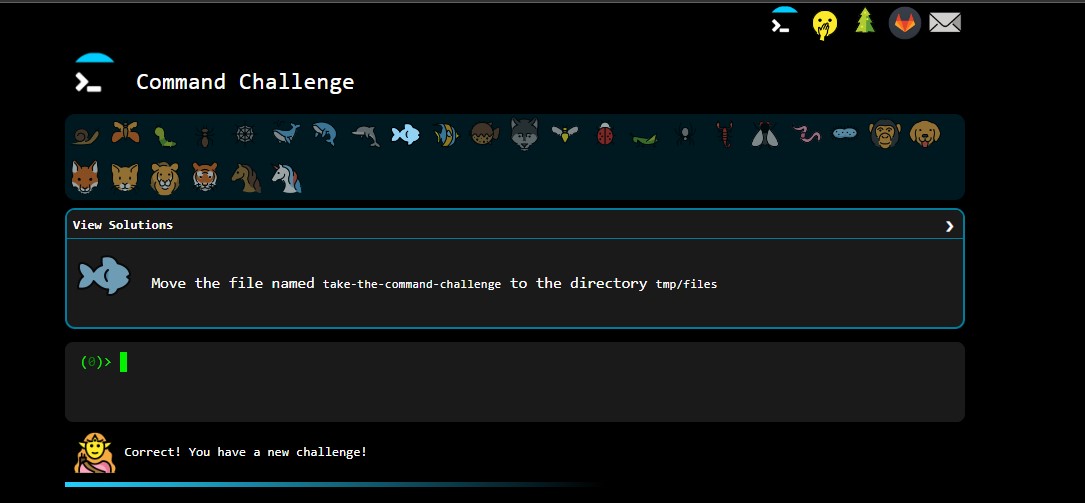 Command Challenge
View Solutions
Move the file named take-the-command-challenge to the directory tmp/files
(0)>
Correct! You have a new challenge!